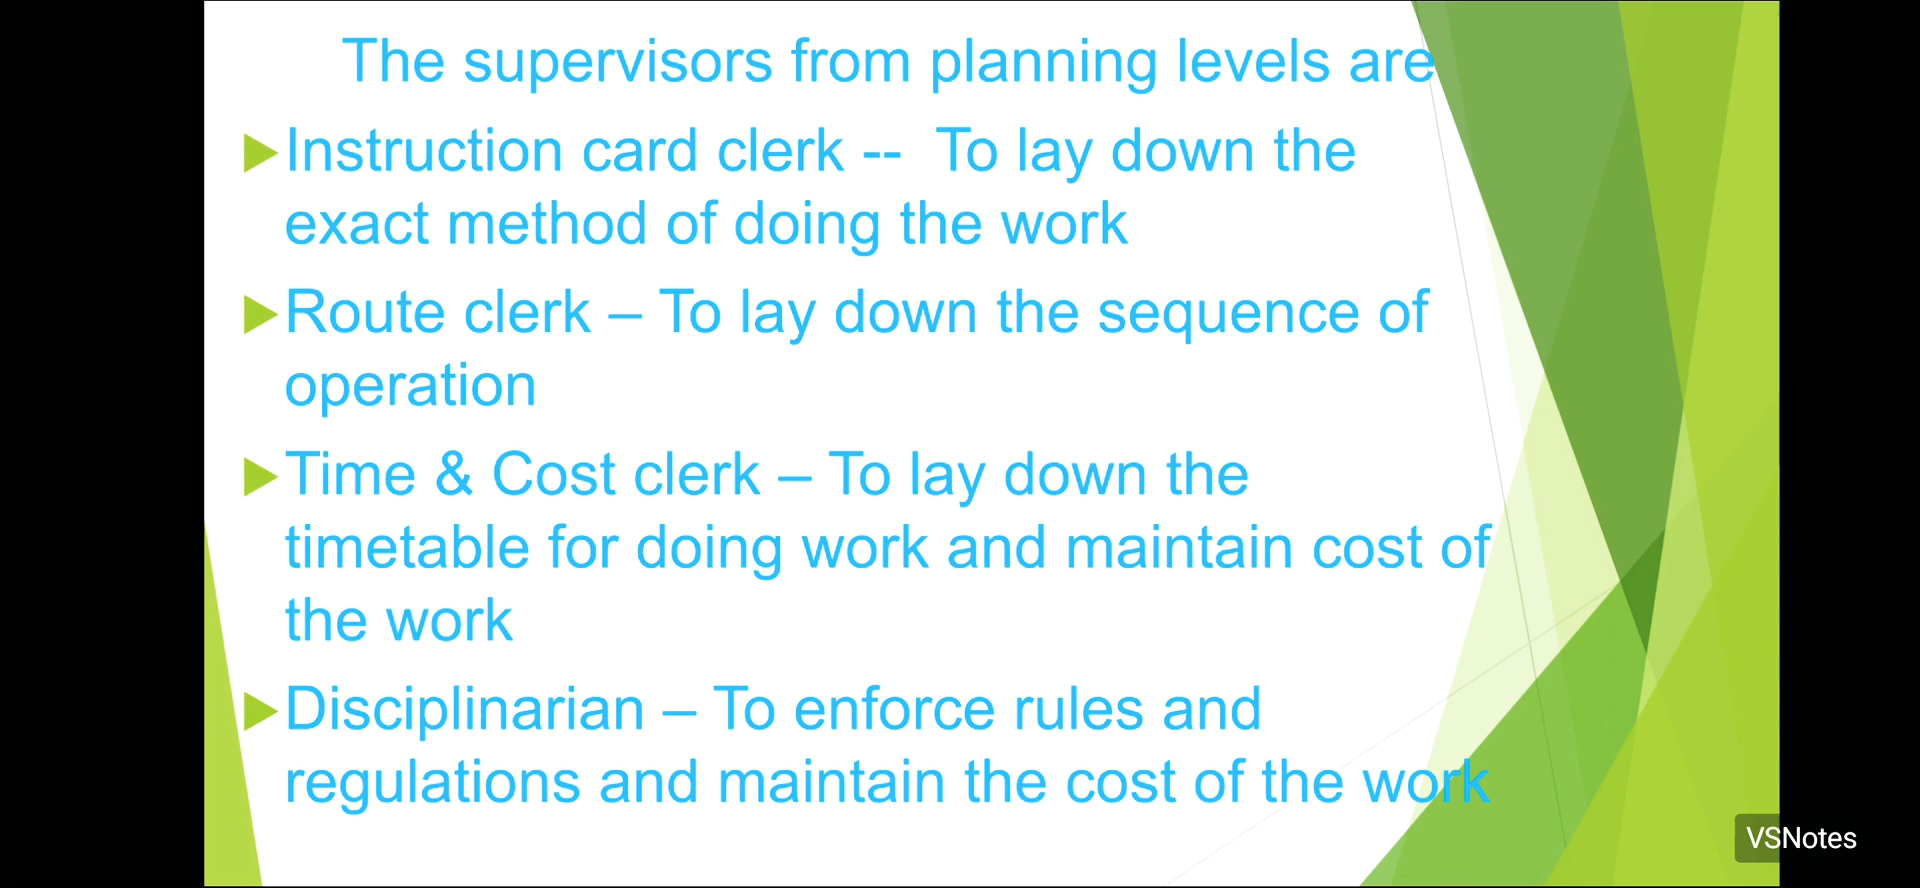 The supervisors from planning levels are
Instruction card clerk --  To lay down the
exact method of doing the work
Route clerk – To lay down the sequence of
operation
Time & Cost clerk – To lay down the
timetable for doing work and maintain cost of
the work
Disciplinarian – To enforce rules and
regulations and maintain the cost of the work
VSNotes